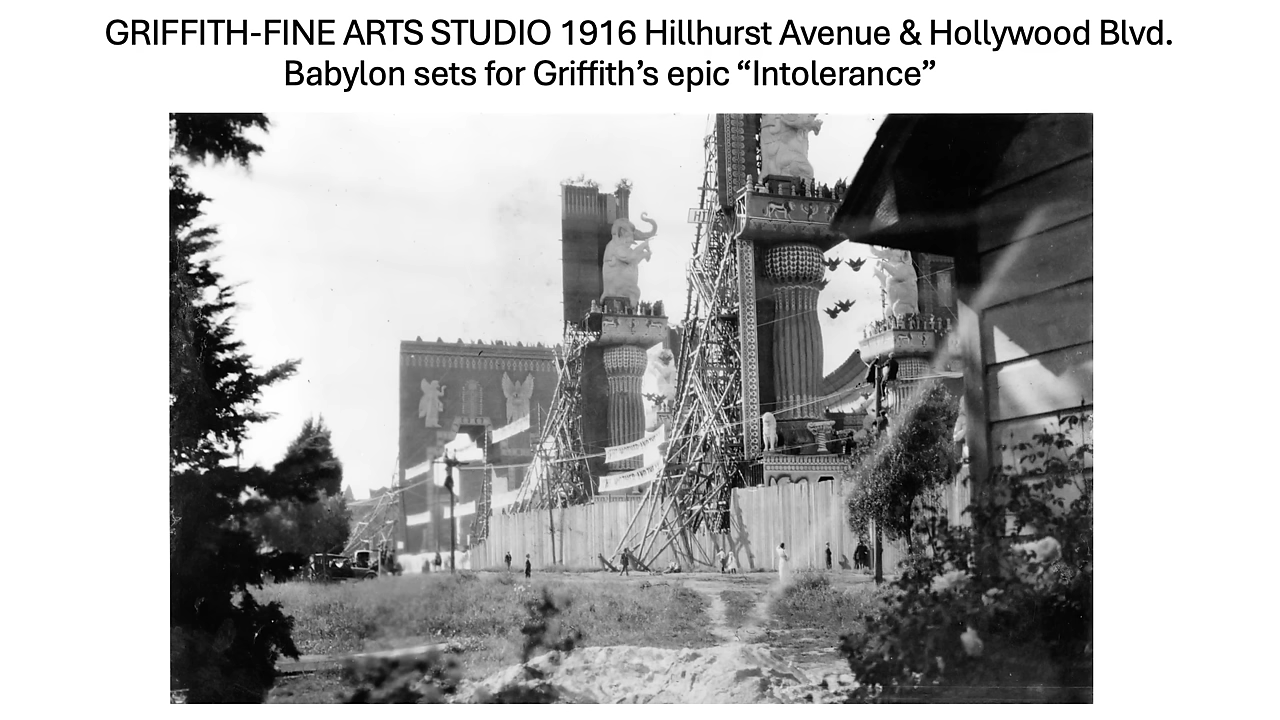 GRIFFITH-FINE ARTS STUDIO 1916 Hillhurst Avenue & Hollywood Blvd.
Babylon sets for Griffith’s epic “Intolerance”